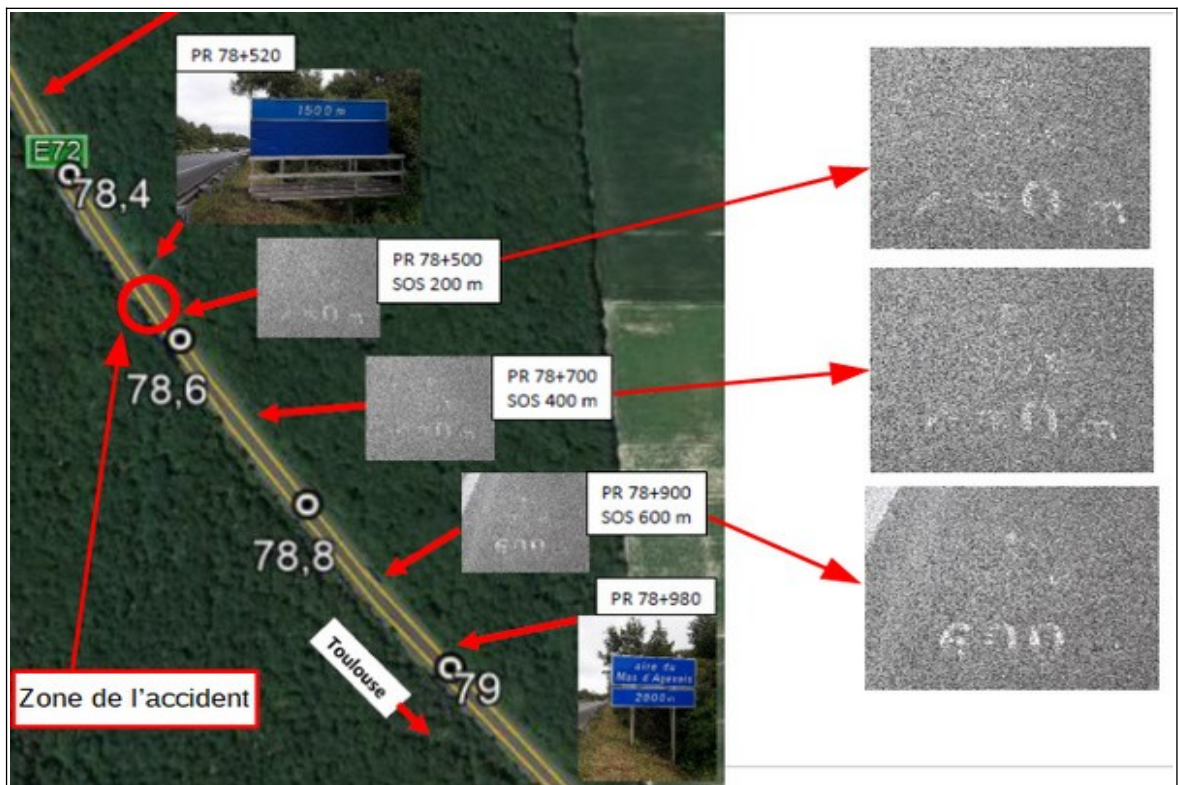 PR 78+520
1500 m
E72
78,4
PR 78+500
SOS 200 m
78,6
PR 78+700
SOS 400 m
78,8
PR 78+900
SOS 600 m
600
600
PR 78+980
aire du
Mas d'Agenais
2000m
79
Toulouse
Zone de l'accident